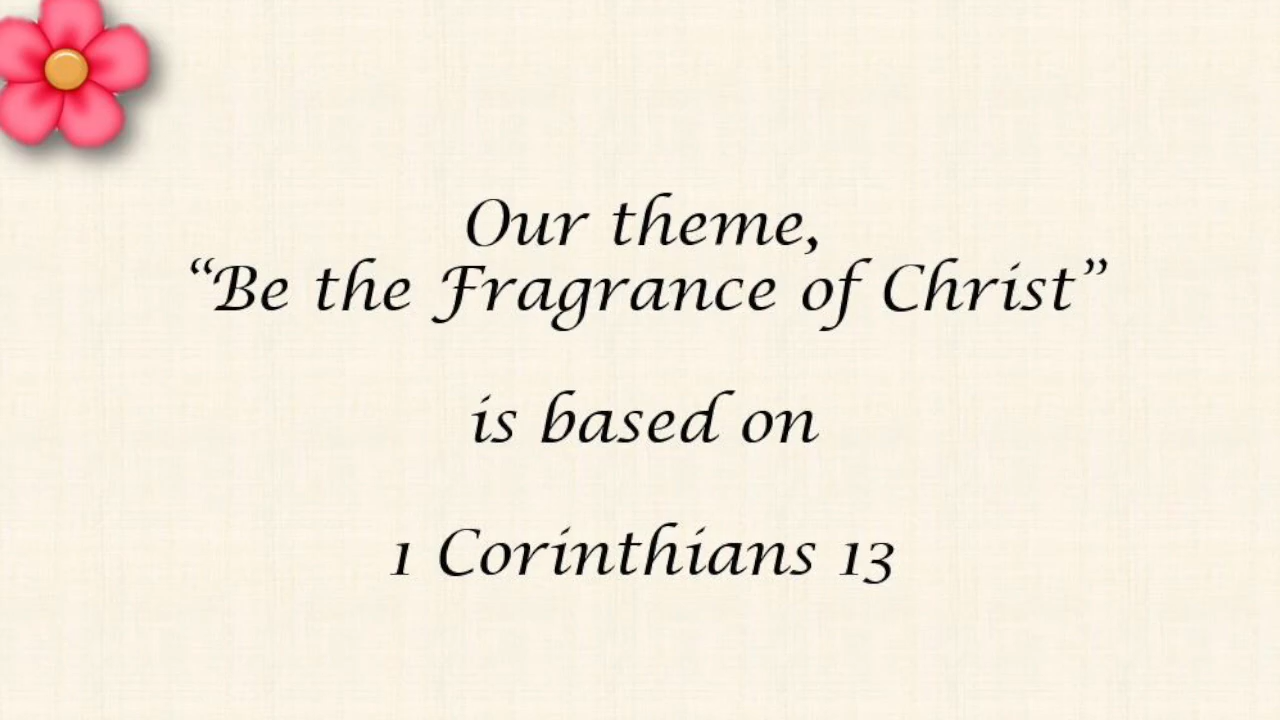 Our theme,
“Be the Fragrance of Christ”
is based on
1 Corinthians 13